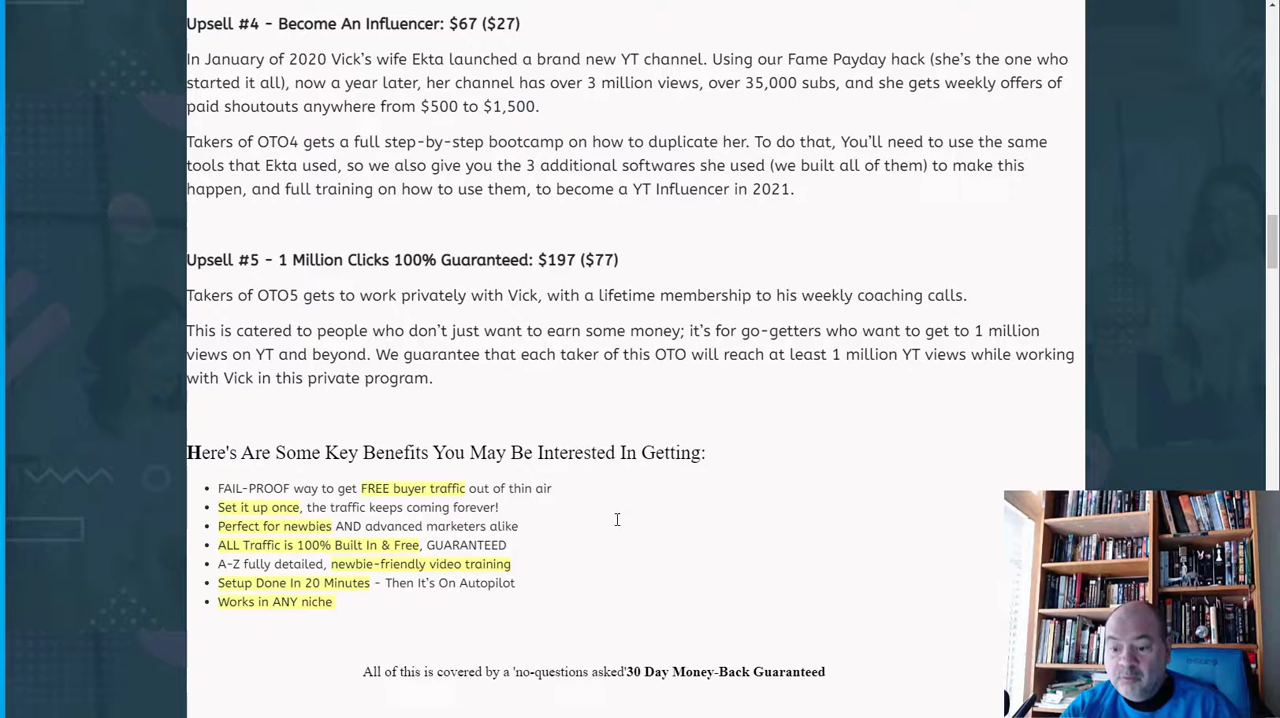 Upsell #4 - Become An Influencer: $67 ($27)
In January of 2020 Vick's wife Ekta launched a brand new YT channel. Using our Fame Payday hack (she's the one who
started it all), now a year later, her channel has over 3 million views, over 35,000 subs, and she gets weekly offers of
paid shoutouts anywhere from $500 to $1,500.
Takers of OTO4 gets a full step-by-step bootcamp on how to duplicate her. To do that, You'll need to use the same
tools that Ekta used, so we also give you the 3 additional softwares she used (we built all of them) to make this
happen, and full training on how to use them, to become a YT Influencer in 2021.
Upsell #5 - 1 Million Clicks 100% Guaranteed: $197 ($77)
Takers of OTO5 gets to work privately with Vick, with a lifetime membership to his weekly coaching calls.
This is catered to people who don't just want to earn some money; it's for go-getters who want to get to 1 million
views on YT and beyond. We guarantee that each taker of this OTO will reach at least 1 million YT views while working
with Vick in this private program.
Here's Are Some Key Benefits You May Be Interested In Getting:
• FAIL-PROOF way to get FREE buyer traffic out of thin air
• Set it up once, the traffic keeps coming forever!
• Perfect for newbies AND advanced marketers alike
• ALL Traffic is 100% Built In & Free, GUARANTEED
• A-Z fully detailed, newbie-friendly video training
• Setup Done In 20 Minutes - Then It's On Autopilot
• Works in ANY niche
All of this is covered by a 'no-questions asked'30 Day Money-Back Guaranteed